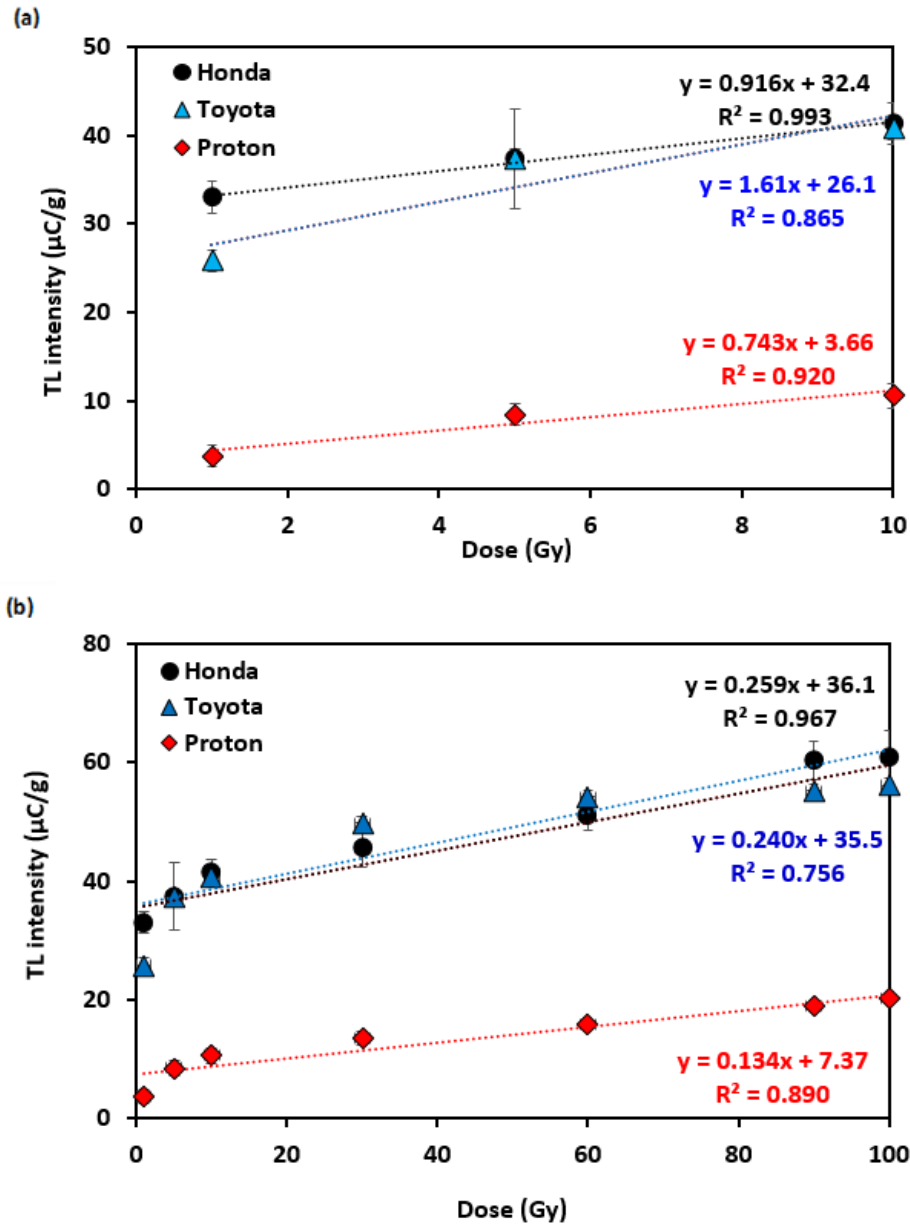 (a)
50
40
30
20
10
0
TL intensity (µC/g)
Honda
Toyota
Proton
y = 0.916x + 32.4
R² = 0.993
y = 1.61x + 26.1
R² = 0.865
y = 0.743x + 3.66
R² = 0.920
0 2 4 6 8 10
Dose (Gy)
(b)
80
60
40
20
0
TL intensity (µC/g)
Honda
Toyota
Proton
y = 0.259x + 36.1
R² = 0.967
y = 0.240x + 35.5
R² = 0.756
y = 0.134x + 7.37
R² = 0.890
0 20 40 60 80 100
Dose (Gy)